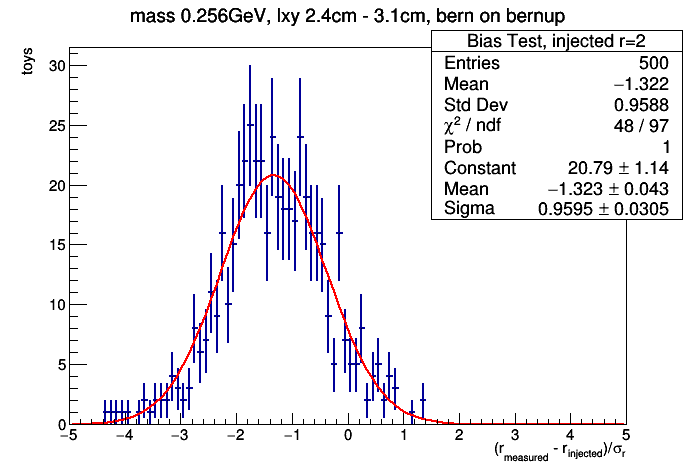 mass 0.256GeV, lxy 2.4cm - 3.1cm, bern on bernup
Bias Test, injected r=2
Entries 500
Mean −1.322
Std Dev 0.9588
χ² / ndf 48 / 97
Prob 1
Constant 20.79 ± 1.14
Mean −1.323 ± 0.043
Sigma 0.9595 ± 0.0305
toys
30
25
20
15
10
5
0
−5 −4 −3 −2 −1 0 1 2 3 4 5
(r_measured - r_injected)/σ_r